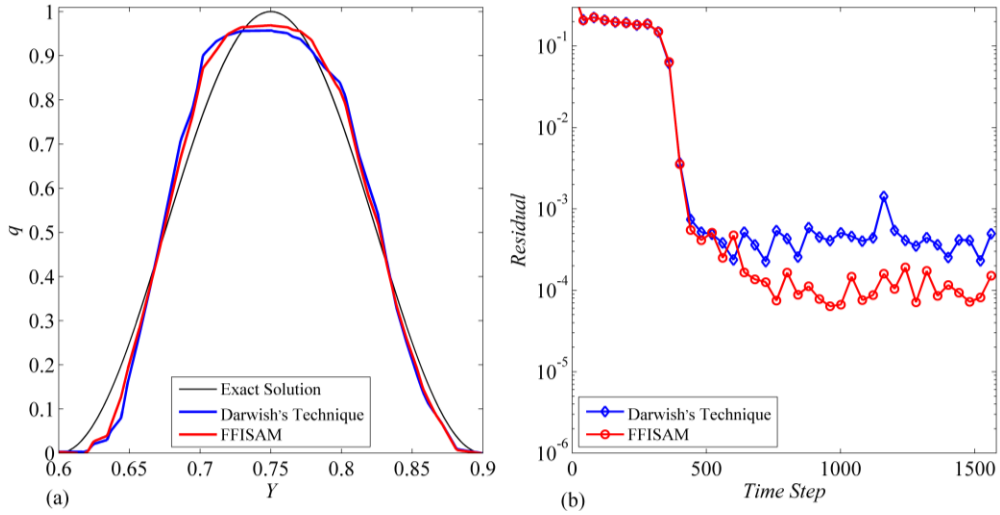 1
0.9
0.8
0.7
0.6
0.5
0.4
0.3
0.2
0.1
0
q
0.6 0.65 0.7 0.75 0.8 0.85 0.9
Y
(a)
Exact Solution
Darwish's Technique
FFISAM
10^-1
10^-2
10^-3
10^-4
10^-5
10^-6
Residual
0 500 1000 1500
Time Step
(b)
Darwish's Technique
FFISAM